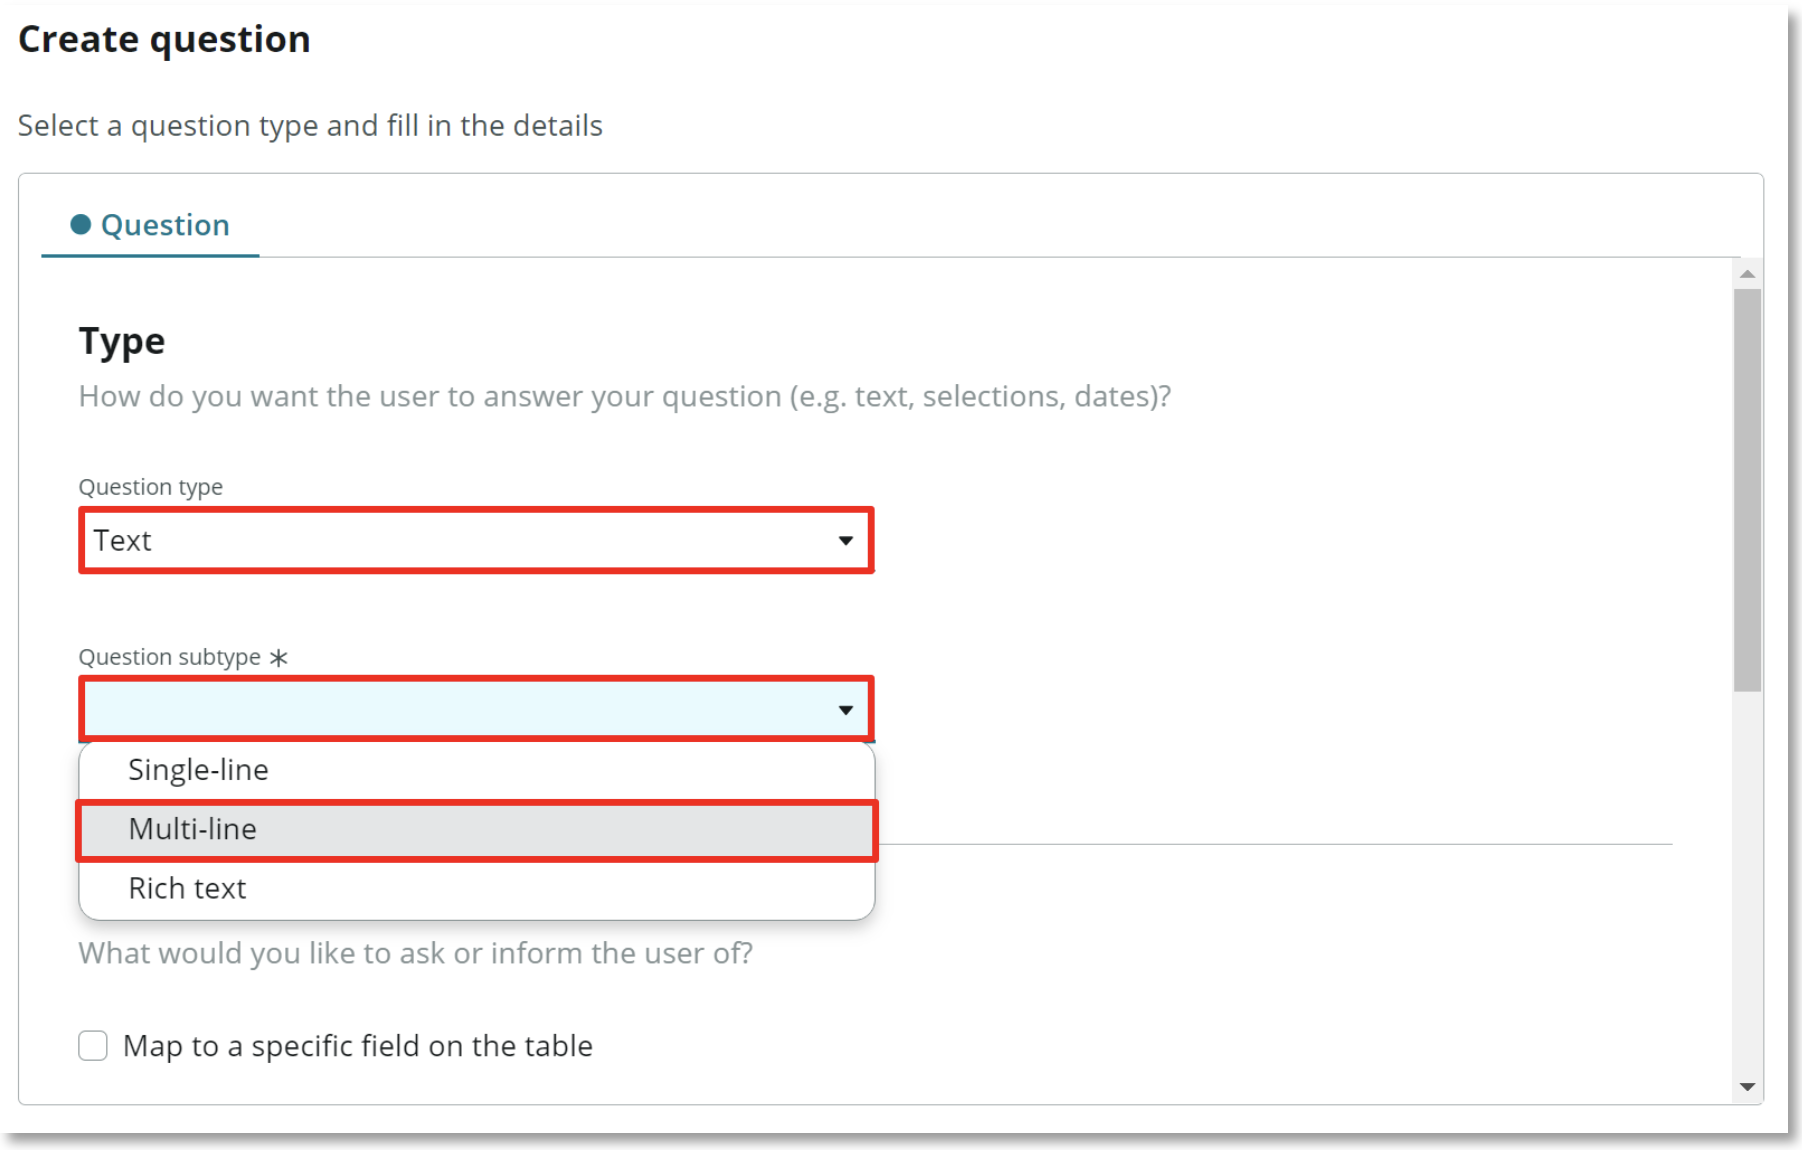 Create question
Select a question type and fill in the details
Question
Type
How do you want the user to answer your question (e.g. text, selections, dates)?
Question type
Text
Question subtype *
Single-line
Multi-line
Rich text
What would you like to ask or inform the user of?
Map to a specific field on the table